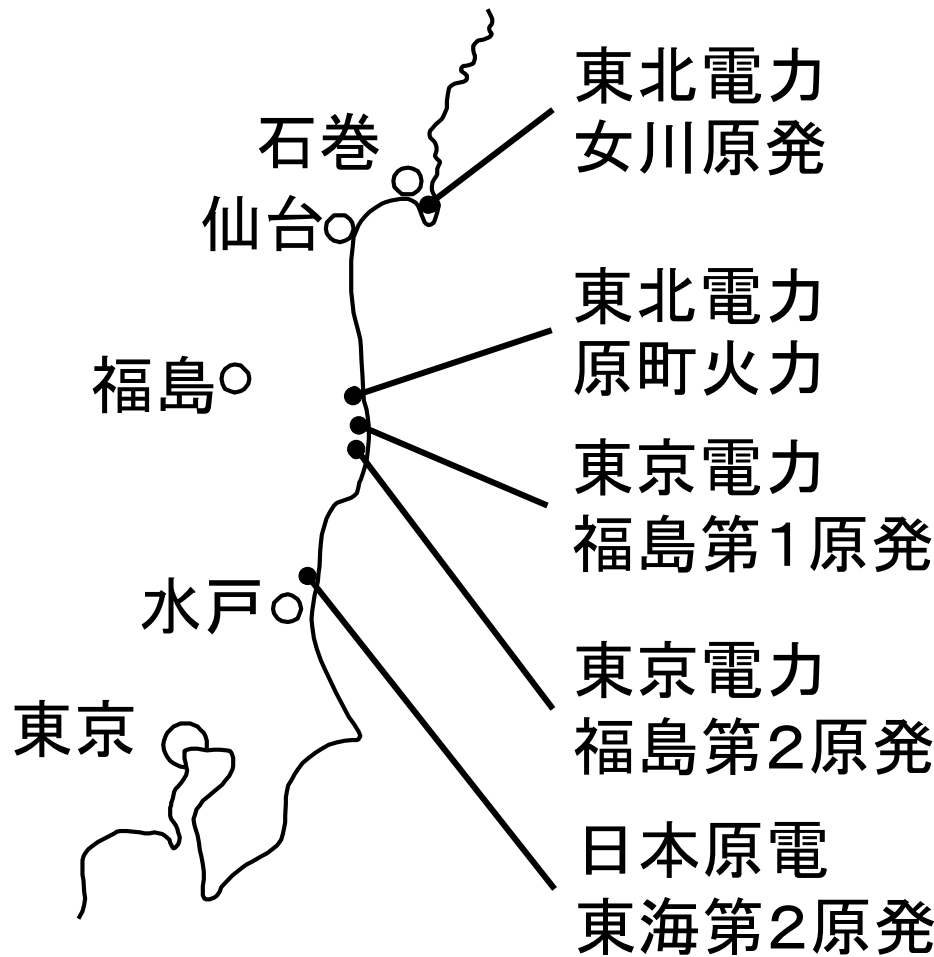 東北電力
女川原発
石巻
仙台
東北電力
原町火力
福島
東京電力
福島第1原発
水戸
東京電力
福島第2原発
東京
日本原電
東海第2原発